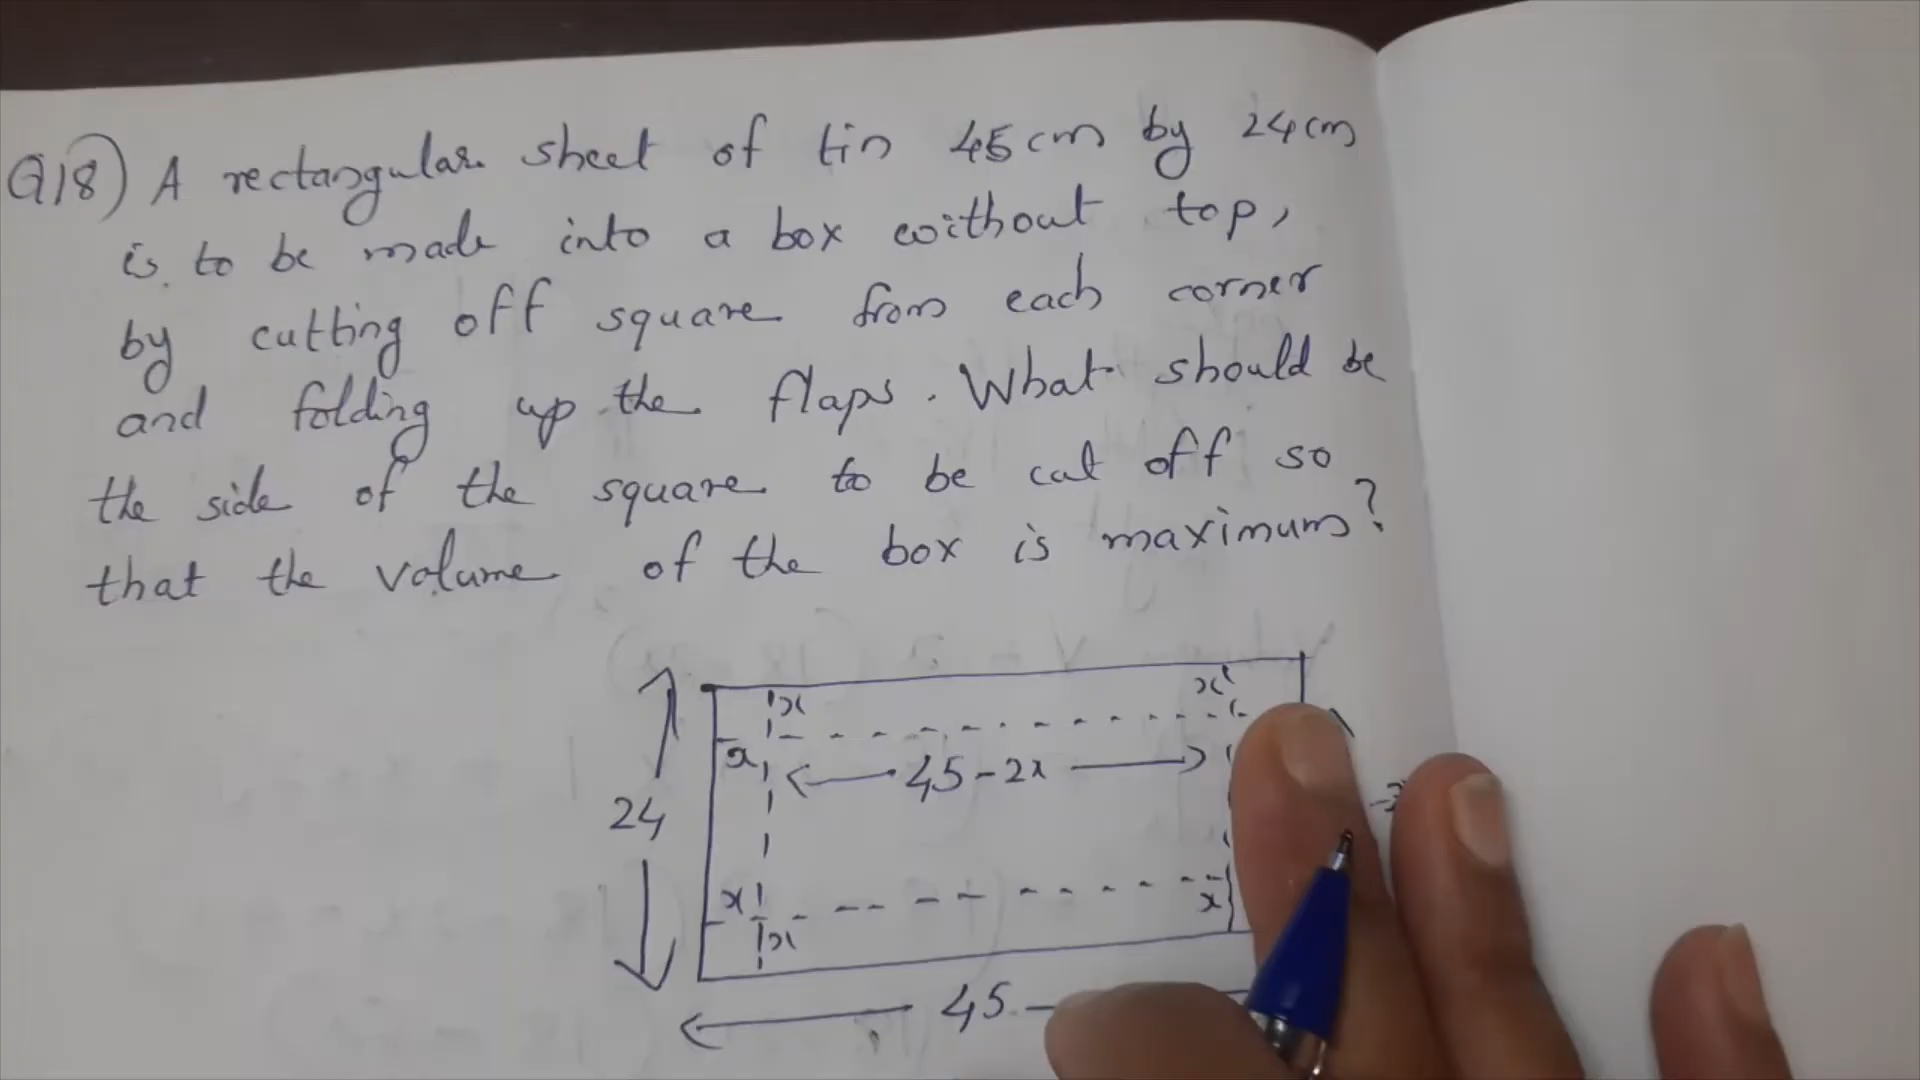 Q18) A rectangular sheet of tin 45cm by 24cm
is to be made into a box without top,
by cutting off square from each corner
and folding up the flaps. What should be
the side of the square to be cut off so
that the volume of the box is maximum?
x x
x
45-2x
24
x x
x
45